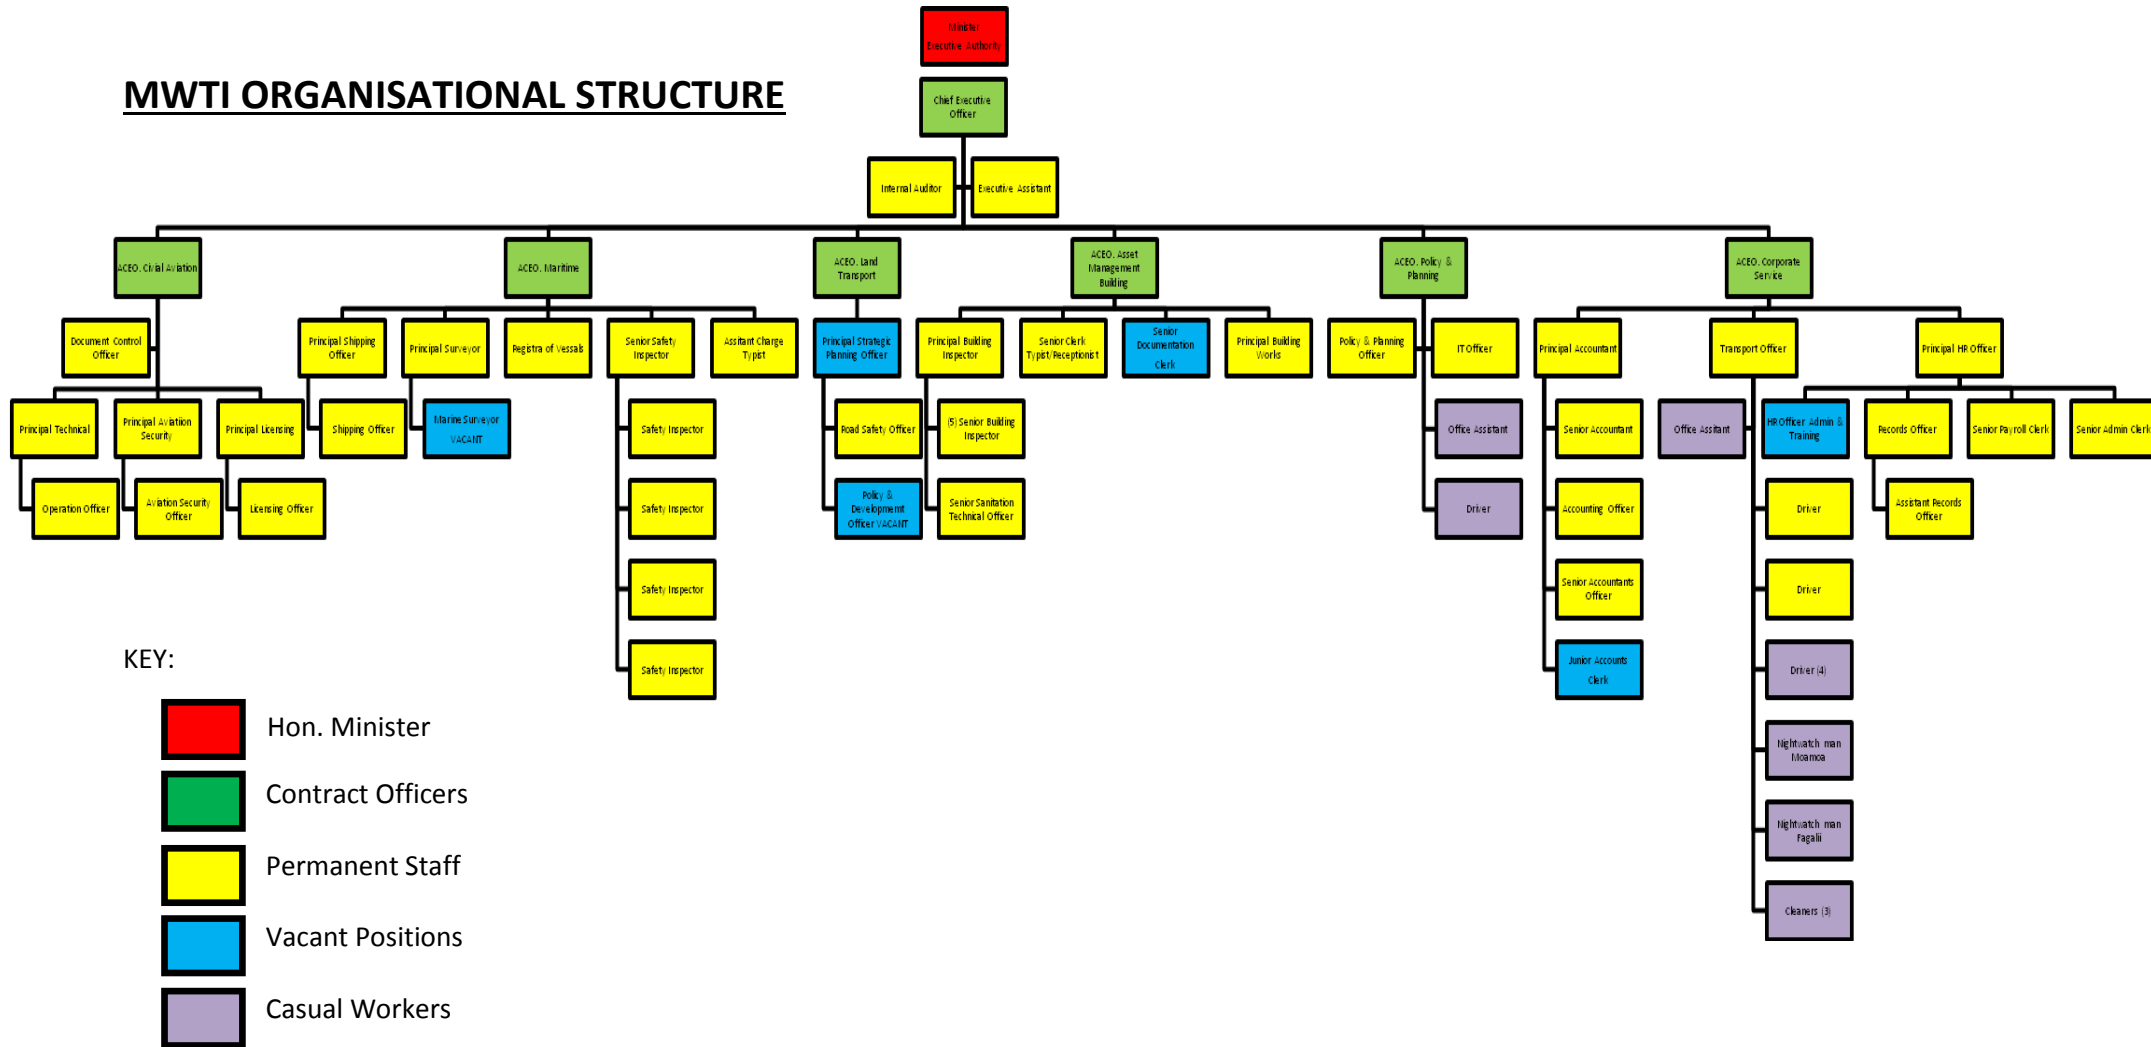 Minister
Executive Authority
MWTI ORGANISATIONAL STRUCTURE
Chief Executive
Officer
Internal Auditor
Executive Assistant
ACEO. Civial Aviation
ACEO. Maritime
ACEO. Land
Transport
ACEO. Asset
Management
Building
ACEO. Policy &
Planning
ACEO. Corporate
Service
Document Control
Officer
Principal Shipping
Officer
Principal Surveyor
Registra of Vessals
Senior Safety
Inspector
Assitant Charge
Typist
Principal Strategic
Planning Officer
Principal Building
Inspector
Senior Clerk
Typist/Receptionist
Senior
Documentation
Clerk
Principal Building
Works
Policy & Planning
Officer
IT Officer
Principal Accountant
Transport Officer
Principal HR Officer
Principal Technical
Principal Aviation
Security
Principal Licensing
Shipping Officer
Marine Surveyor
VACANT
Safety Inspector
Road Safety Officer
(5) Senior Building
Inspector
Office Assistant
Senior Accountant
Office Assitant
HR Officer Admin &
Training
Records Officer
Senior Payroll Clerk
Senior Admin Clerk
Operation Officer
Aviation Security
Officer
Licensing Officer
Safety Inspector
Policy &
Developmemt
Officer VACANT
Senior Sanitation
Technical Officer
Driver
Accounting Officer
Driver
Assistant Records
Officer
Safety Inspector
Senior Accountants
Officer
Driver
Safety Inspector
Junior Accounts
Clerk
Driver (4)
Nightwatch man
Moamoa
Nightwatch man
Fagalii
Cleaners (3)
KEY:
Hon. Minister
Contract Officers
Permanent Staff
Vacant Positions
Casual Workers